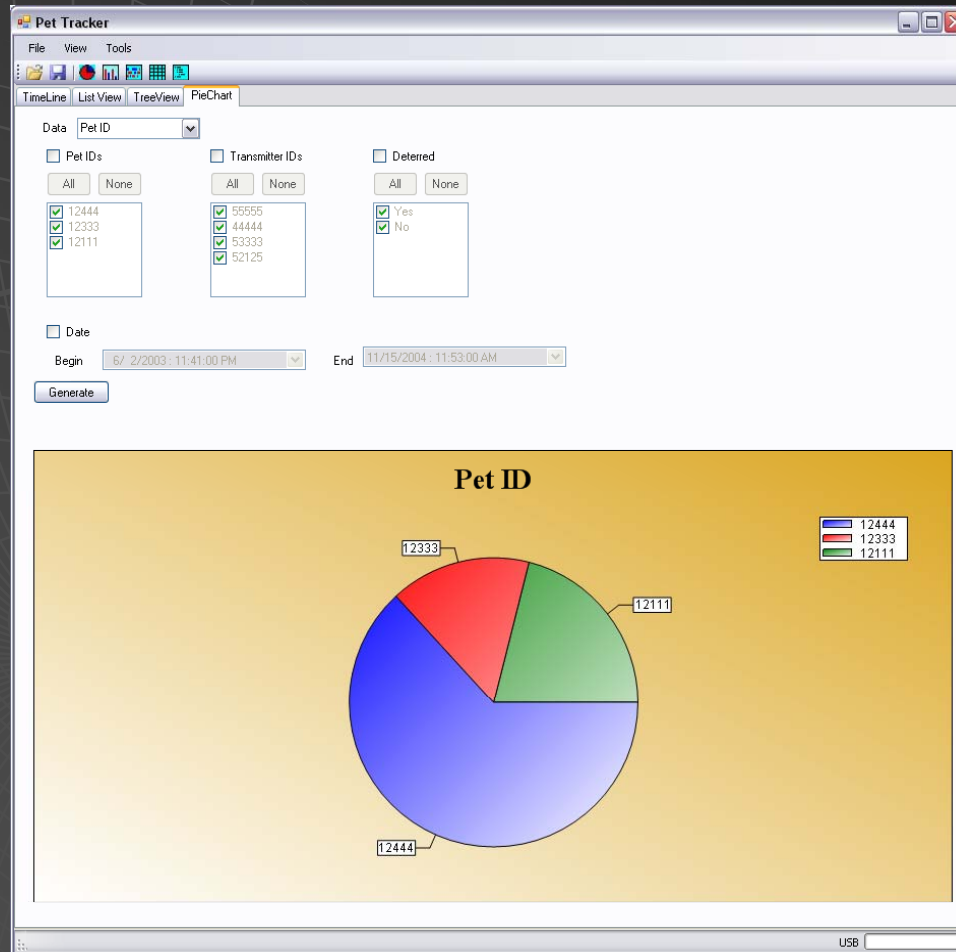 Pet Tracker
File View Tools
TimeLine List View TreeView PieChart
Data Pet ID
Pet IDs Transmitter IDs Deterred
All None All None All None
12444 55555 Yes
12333 44444 No
12111 53333
52125
Date
Begin 6/ 2/2003 : 11:41:00 PM End 11/15/2004 : 11:53:00 AM
Generate
Pet ID
12444
12333
12111
12333
12111
12444
USB